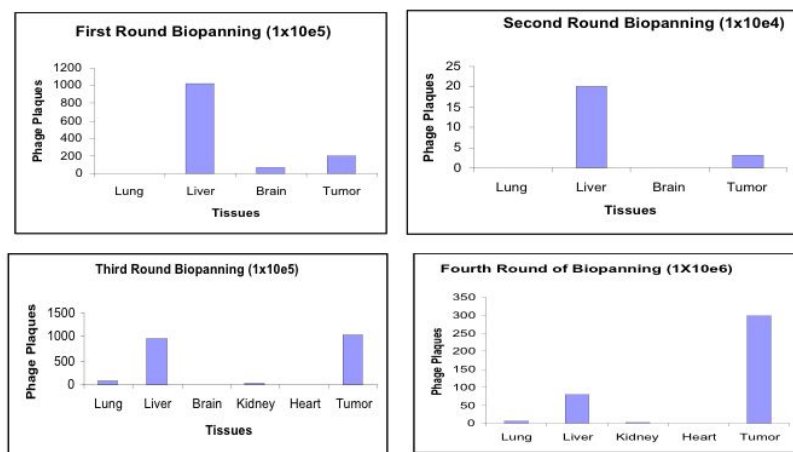 First Round Biopanning (1x10e5)
Phage Plaques
1200
1000
800
600
400
200
0
Lung Liver Brain Tumor
Tissues
Second Round Biopanning (1x10e4)
Phage Plaques
25
20
15
10
5
0
Lung Liver Brain Tumor
Tissues
Third Round Biopanning (1x10e5)
Phage Plaques
1500
1000
500
0
Lung Liver Brain Kidney Heart Tumor
Tissues
Fourth Round of Biopanning (1X10e6)
Phage Plaques
350
300
250
200
150
100
50
0
Lung Liver Kidney Heart Tumor